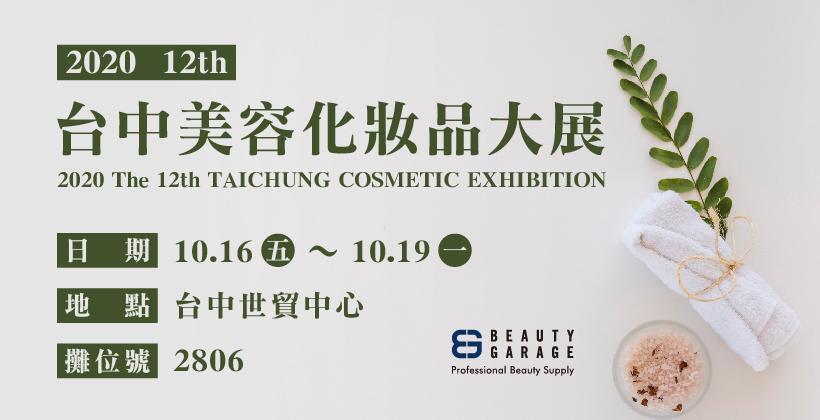 2020 12th
台中美容化妝品大展
2020 The 12th TAICHUNG COSMETIC EXHIBITION
日 期 10.16 五 ～ 10.19 一
地 點 台中世貿中心
攤位號 2806
BEAUTY
GARAGE
Professional Beauty Supply